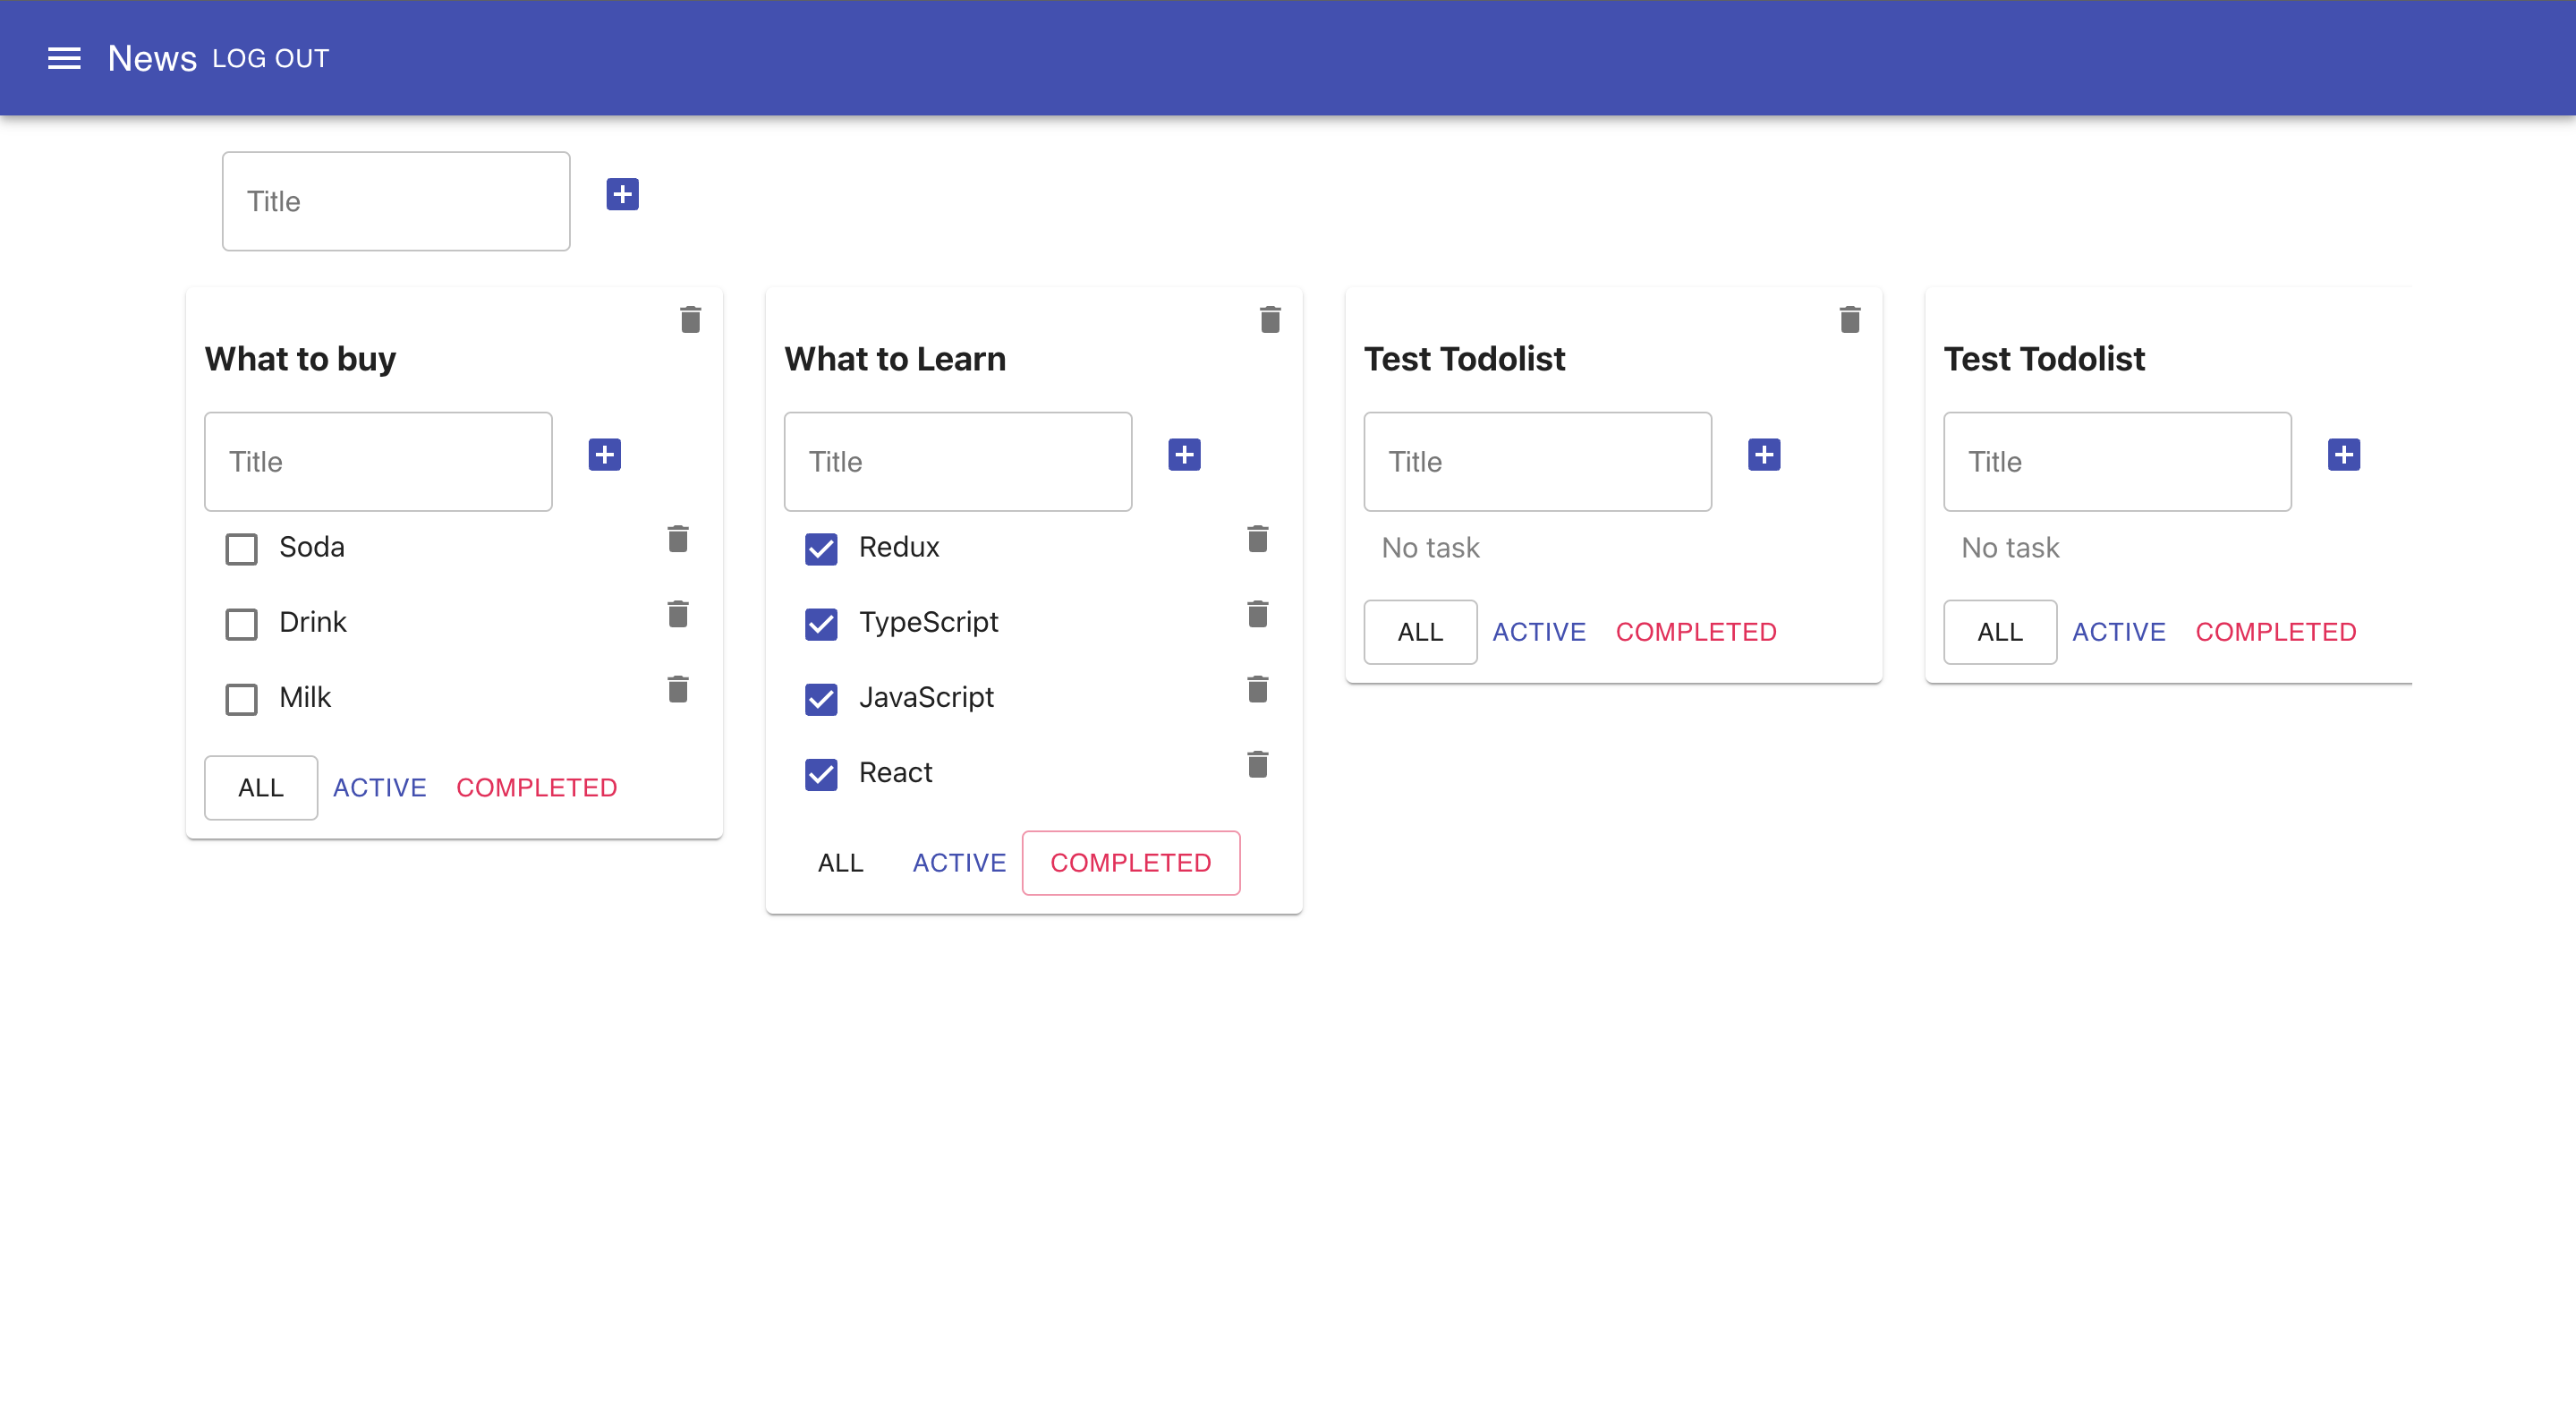 News LOG OUT
Title
What to buy
Title
Soda
Drink
Milk
ALL ACTIVE COMPLETED
What to Learn
Title
Redux
TypeScript
JavaScript
React
ALL ACTIVE COMPLETED
Test Todolist
Title
No task
ALL ACTIVE COMPLETED
Test Todolist
Title
No task
ALL ACTIVE COMPLETED